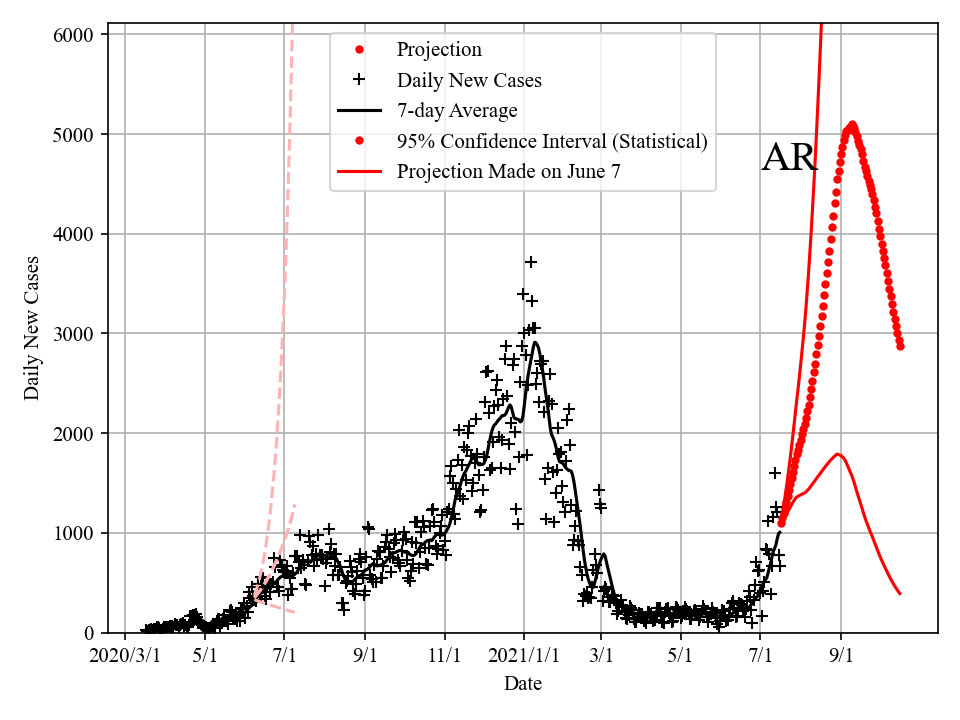 6000
5000
4000
3000
2000
1000
0
Daily New Cases
Projection
Daily New Cases
7-day Average
95% Confidence Interval (Statistical)
Projection Made on June 7
AR
2020/3/1 5/1 7/1 9/1 11/1 2021/1/1 3/1 5/1 7/1 9/1
Date